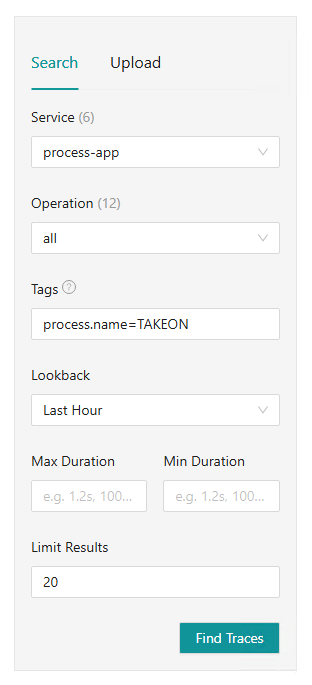 Search Upload
Service (6)
process-app
Operation (12)
all
Tags ?
process.name=TAKEON
Lookback
Last Hour
Max Duration Min Duration
e.g. 1.2s, 100... e.g. 1.2s, 100...
Limit Results
20
Find Traces